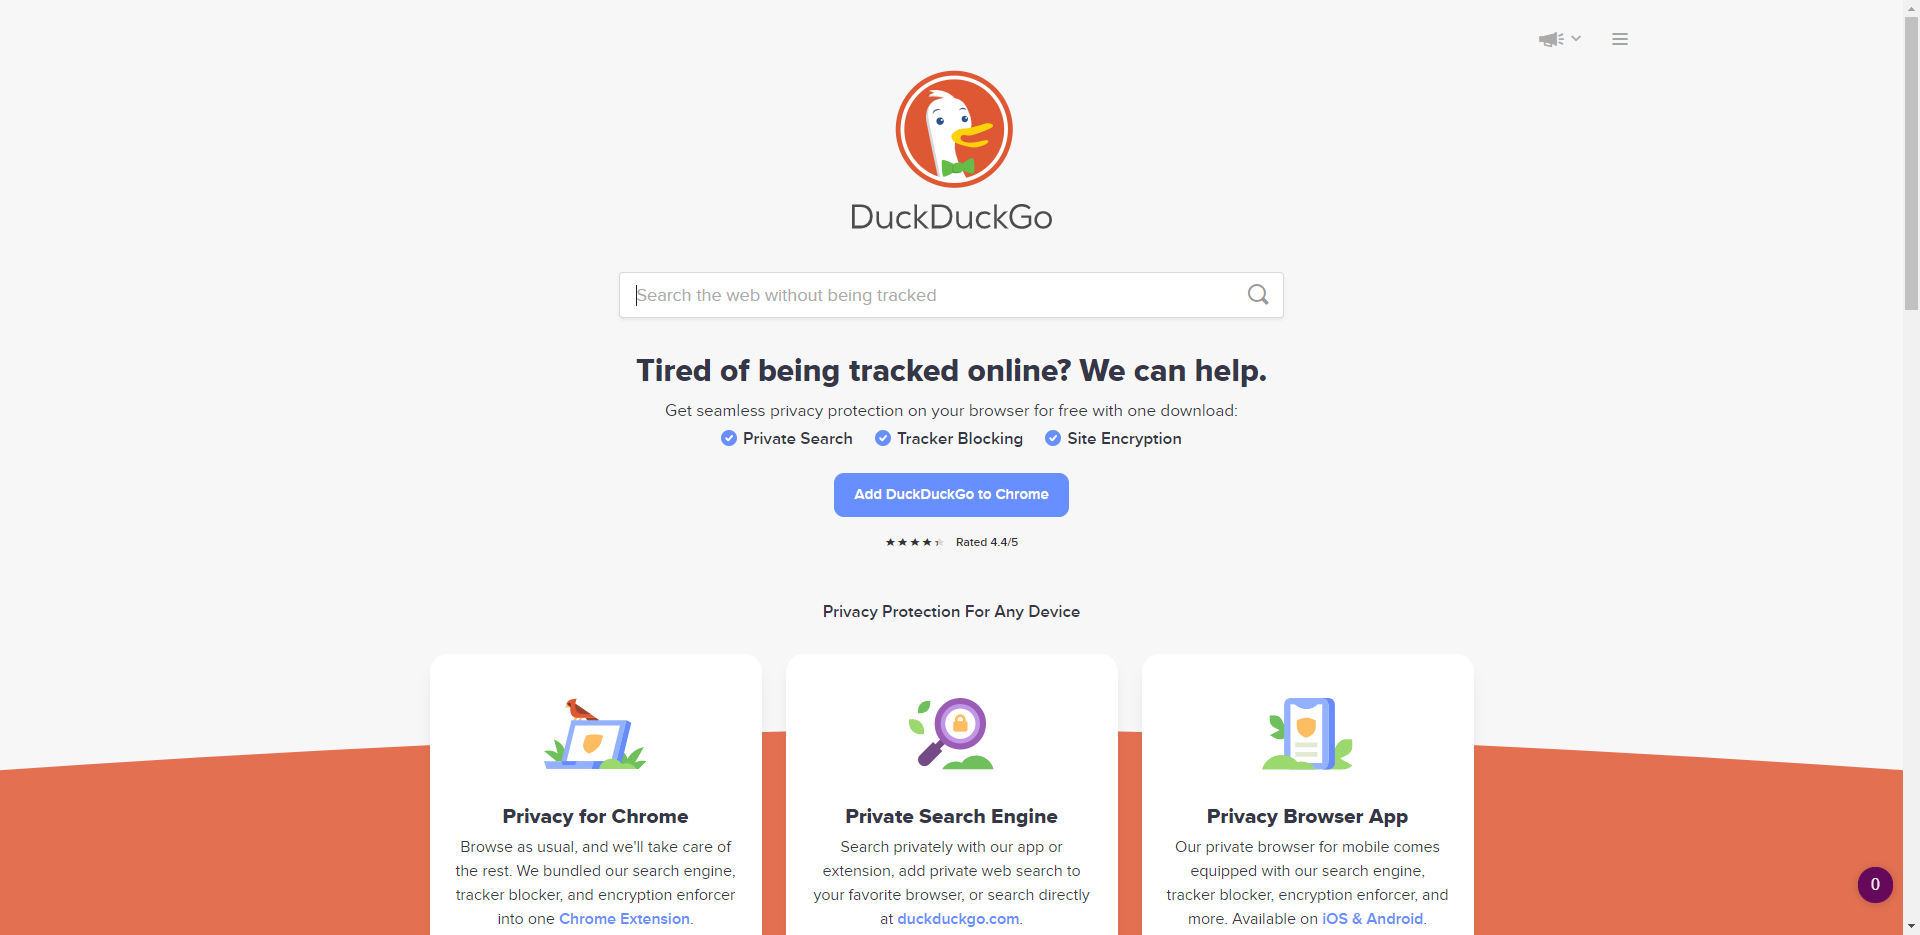 DuckDuckGo
Search the web without being tracked
Tired of being tracked online? We can help.
Get seamless privacy protection on your browser for free with one download:
Private Search Tracker Blocking Site Encryption
Add DuckDuckGo to Chrome
Rated 4.4/5
Privacy Protection For Any Device
Privacy for Chrome
Browse as usual, and we'll take care of
the rest. We bundled our search engine,
tracker blocker, and encryption enforcer
into one Chrome Extension.
Private Search Engine
Search privately with our app or
extension, add private web search to
your favorite browser, or search directly
at duckduckgo.com.
Privacy Browser App
Our private browser for mobile comes
equipped with our search engine,
tracker blocker, encryption enforcer, and
more. Available on iOS & Android.
0